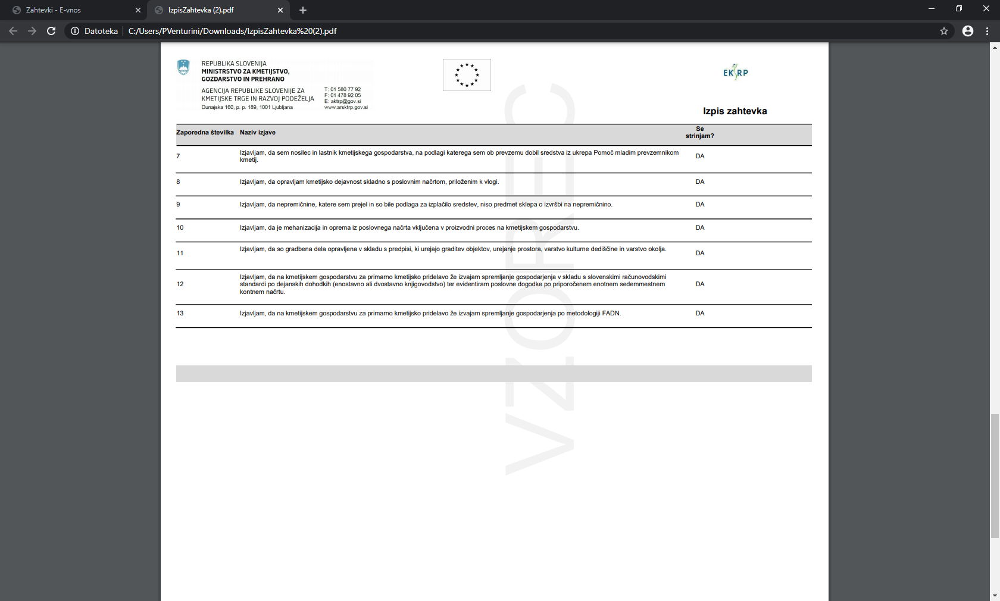 Zahtevki - E-vnos
IzpisZahtevka (2).pdf
Datoteka
C:/Users/PVenturini/Downloads/IzpisZahtevka%20(2).pdf
REPUBLIKA SLOVENIJA
MINISTRSTVO ZA KMETIJSTVO,
GOZDARSTVO IN PREHRANO
AGENCIJA REPUBLIKE SLOVENIJE ZA
KMETIJSKE TRGE IN RAZVOJ PODEŽELJA
Dunajska 160, p. p. 189, 1001 Ljubljana
T: 01 580 77 92
F: 01 478 92 05
E: aktrp@gov.si
www.arsktrp.gov.si
EKSRP
Izpis zahtevka
Zaporedna številka Naziv izjave Se
strinjam?
7 Izjavljam, da sem nosilec in lastnik kmetijskega gospodarstva, na podlagi katerega sem ob prevzemu dobil sredstva iz ukrepa Pomoč mladim prevzemnikom DA
kmetij.
8 Izjavljam, da opravljam kmetijsko dejavnost skladno s poslovnim načrtom, priloženim k vlogi. DA
9 Izjavljam, da nepremičnine, katere sem prejel in so bile podlaga za izplačilo sredstev, niso predmet sklepa o izvršbi na nepremičnino. DA
10 Izjavljam, da je mehanizacija in oprema iz poslovnega načrta vključena v proizvodni proces na kmetijskem gospodarstvu. DA
11 Izjavljam, da so gradbena dela opravljena v skladu s predpisi, ki urejajo graditev objektov, urejanje prostora, varstvo kulturne dediščine in varstvo okolja. DA
12 Izjavljam, da na kmetijskem gospodarstvu za primarno kmetijsko pridelavo že izvajam spremljanje gospodarjenja v skladu s slovenskimi računovodskimi
standardi po dejanskih dohodkih (enostavno ali dvostavno knjigovodstvo) ter evidentiram poslovne dogodke po priporočenem enotnem sedemmestnem DA
kontnem načrtu.
13 Izjavljam, da na kmetijskem gospodarstvu za primarno kmetijsko pridelavo že izvajam spremljanje gospodarjenja po metodologiji FADN. DA
VZOREC